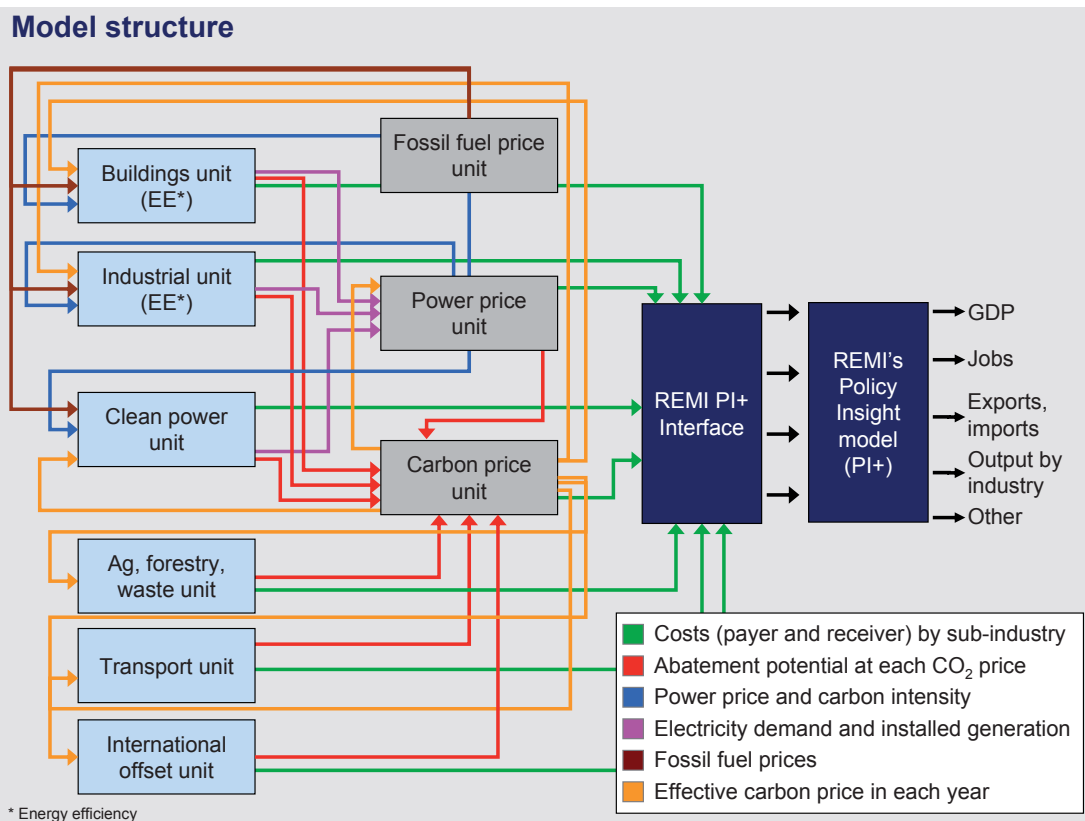 Model structure
Fossil fuel price
unit
Buildings unit
(EE*)
Industrial unit
(EE*)
Power price
unit
Clean power
unit
Carbon price
unit
Ag, forestry,
waste unit
Transport unit
International
offset unit
REMI PI+
Interface
REMI's
Policy
Insight
model
(PI+)
GDP
Jobs
Exports,
imports
Output by
industry
Other
Costs (payer and receiver) by sub-industry
Abatement potential at each CO2 price
Power price and carbon intensity
Electricity demand and installed generation
Fossil fuel prices
Effective carbon price in each year
* Energy efficiency